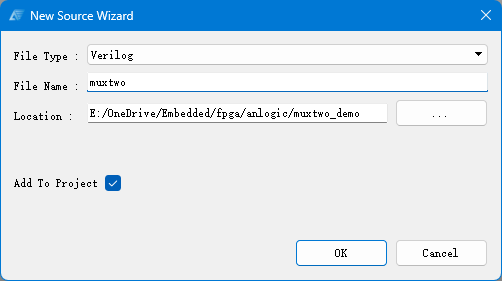 New Source Wizard
File Type : Verilog
File Name : muxtwo
Location : E:/OneDrive/Embedded/fpga/anlogic/muxtwo_demo ...
Add To Project
OK Cancel